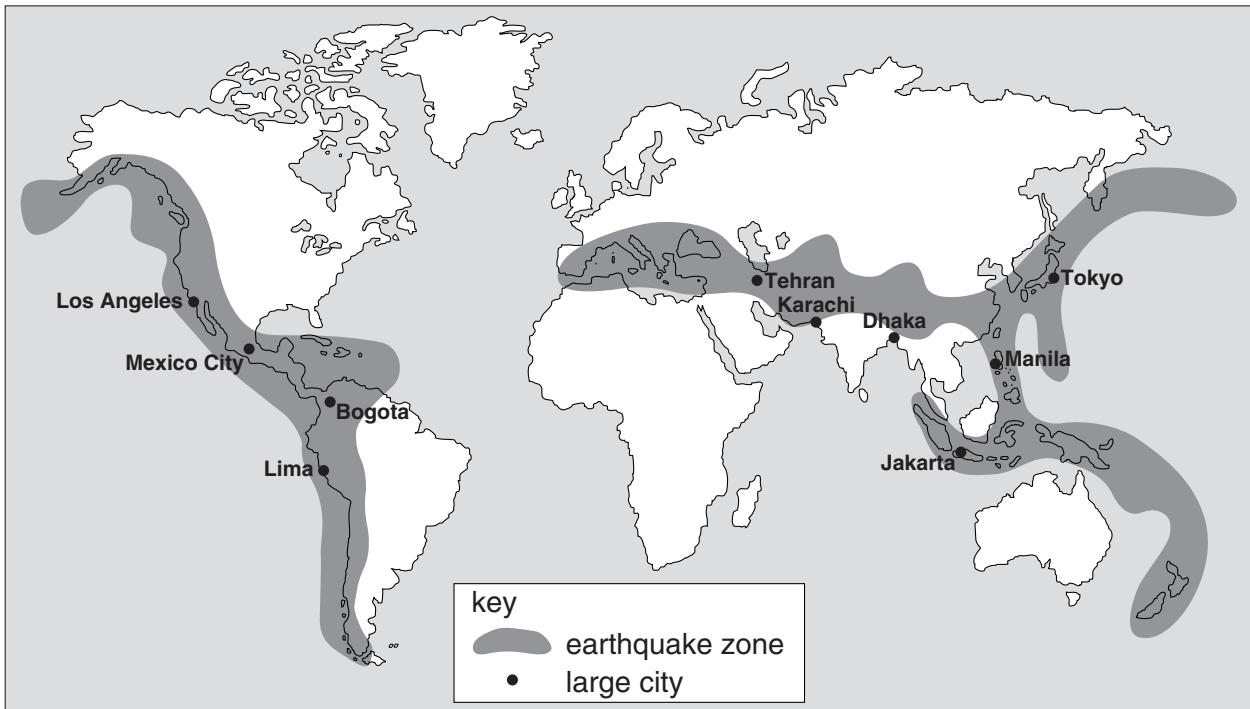 Los Angeles
Mexico City
Bogota
Lima
Tehran
Karachi
Dhaka
Tokyo
Manila
Jakarta
key
earthquake zone
large city